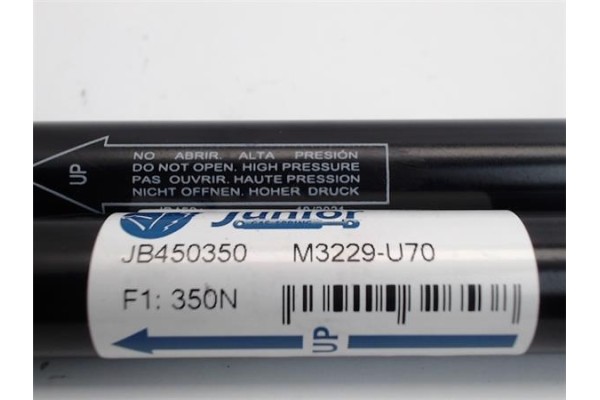 UP
NO ABRIR. ALTA PRESIÓN
DO NOT OPEN. HIGH PRESSURE
PAS OUVRIR. HAUTE PRESSION
NICHT OFFNEN. HOHER DRUCK
Junior
JB450350 M3229-U70
F1: 350N
UP